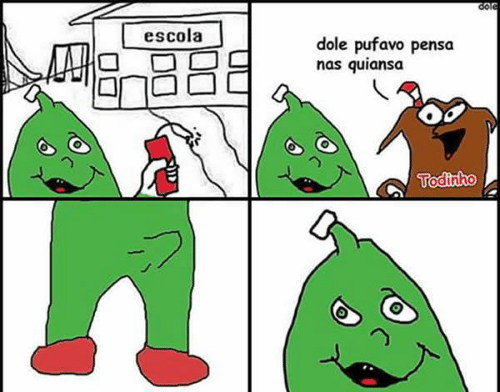 escola
dole
dole pufavo pensa
nas quiansa
Todinho